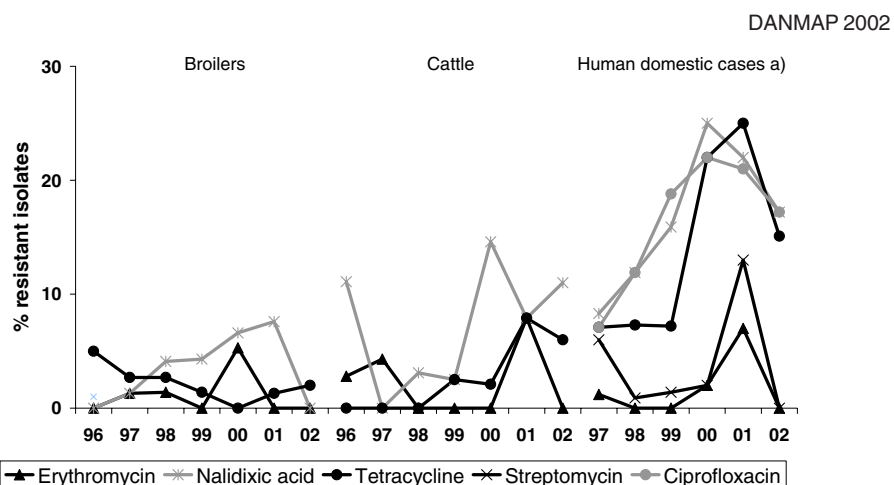 DANMAP 2002
30
Broilers Cattle Human domestic cases a)
20
10
0
% resistant isolates
96 97 98 99 00 01 02 96 97 98 99 00 01 02 97 98 99 00 01 02
Erythromycin Nalidixic acid Tetracycline Streptomycin Ciprofloxacin